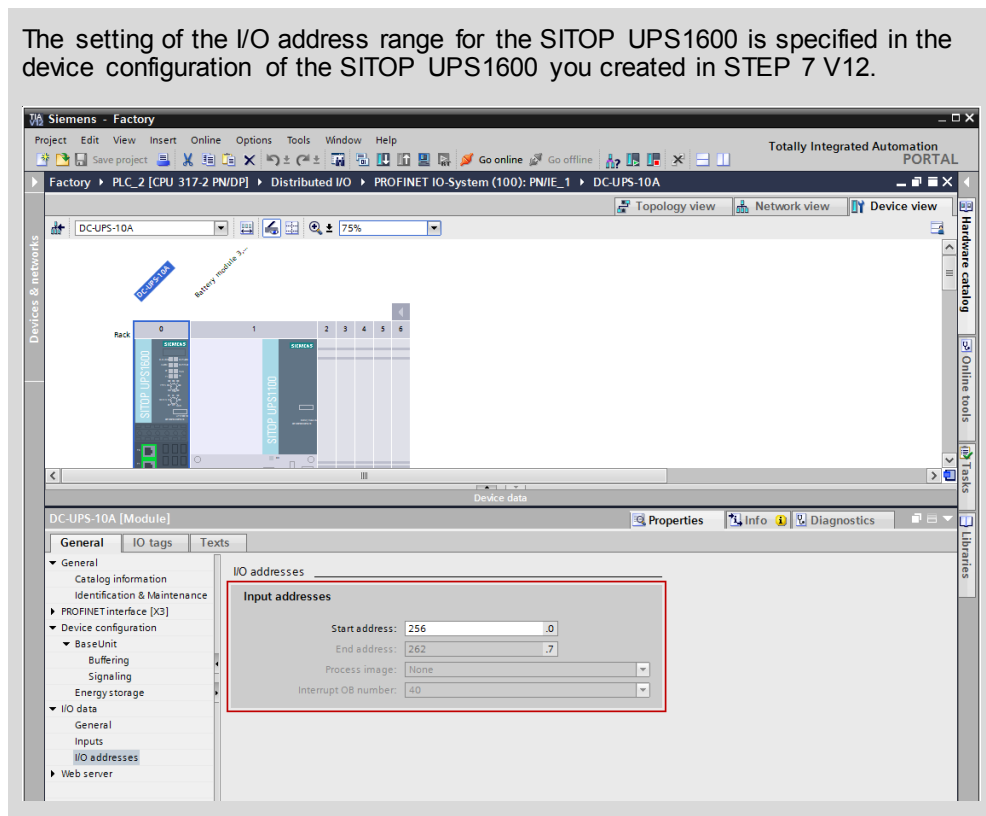 The setting of the I/O address range for the SITOP UPS1600 is specified in the
device configuration of the SITOP UPS1600 you created in STEP 7 V12.
Siemens - Factory
Project Edit View Insert Online Options Tools Window Help
Totally Integrated Automation
PORTAL
Save project Go online Go offline
Factory PLC_2 [CPU 317-2 PN/DP] Distributed I/O PROFINET IO-System (100): PN/IE_1 DC-UPS-10A
Topology view Network view Device view
DC-UPS-10A 75%
DC-UPS-10A
Battery module 3,...
Rack 0 1 2 3 4 5 6
SIEMENS SIEMENS
SITOP UPS1600
SITOP UPS1100
Devices & networks
Hardware catalog
Online tools
Tasks
Libraries
Device data
DC-UPS-10A [Module]
Properties Info Diagnostics
General IO tags Texts
General
Catalog information
Identification & Maintenance
PROFINET interface [X3]
Device configuration
BaseUnit
Buffering
Signaling
Energy storage
I/O data
General
Inputs
I/O addresses
Web server
I/O addresses
Input addresses
Start address: 256 .0
End address: 262 .7
Process image: None
Interrupt OB number: 40